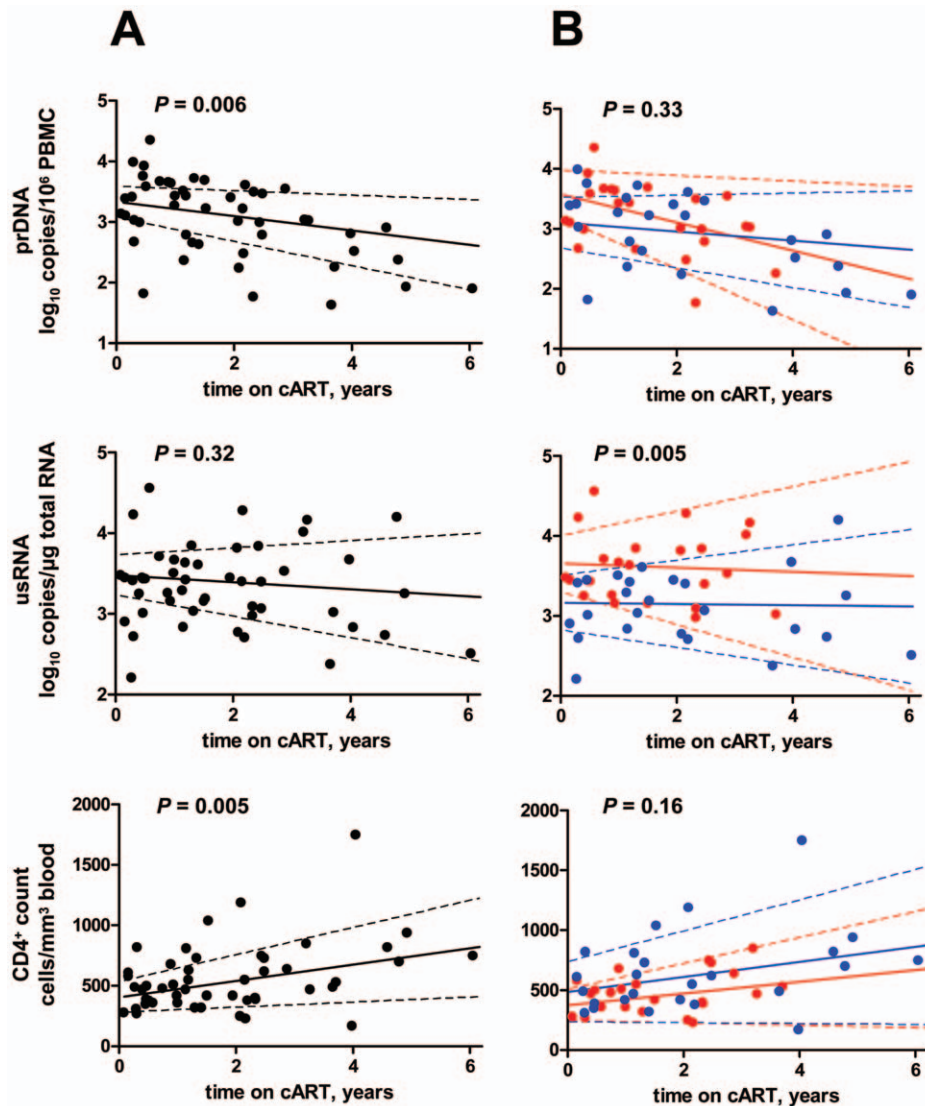 A B
P = 0.006
P = 0.33
prDNA
log₁₀ copies/10⁶ PBMC
5
4
3
2
1
0 2 4 6
time on cART, years
5
4
3
2
1
0 2 4 6
time on cART, years
P = 0.32
P = 0.005
usRNA
log₁₀ copies/µg total RNA
5
4
3
2
0 2 4 6
time on cART, years
5
4
3
2
0 2 4 6
time on cART, years
P = 0.005
P = 0.16
CD4⁺ count
cells/mm³ blood
2000
1500
1000
500
0
0 2 4 6
time on cART, years
2000
1500
1000
500
0
0 2 4 6
time on cART, years